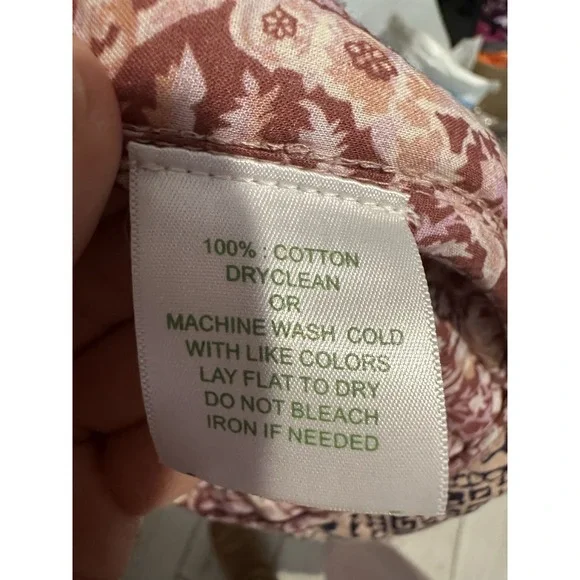 100% : COTTON
DRYCLEAN
OR
MACHINE WASH COLD
WITH LIKE COLORS
LAY FLAT TO DRY
DO NOT BLEACH
IRON IF NEEDED